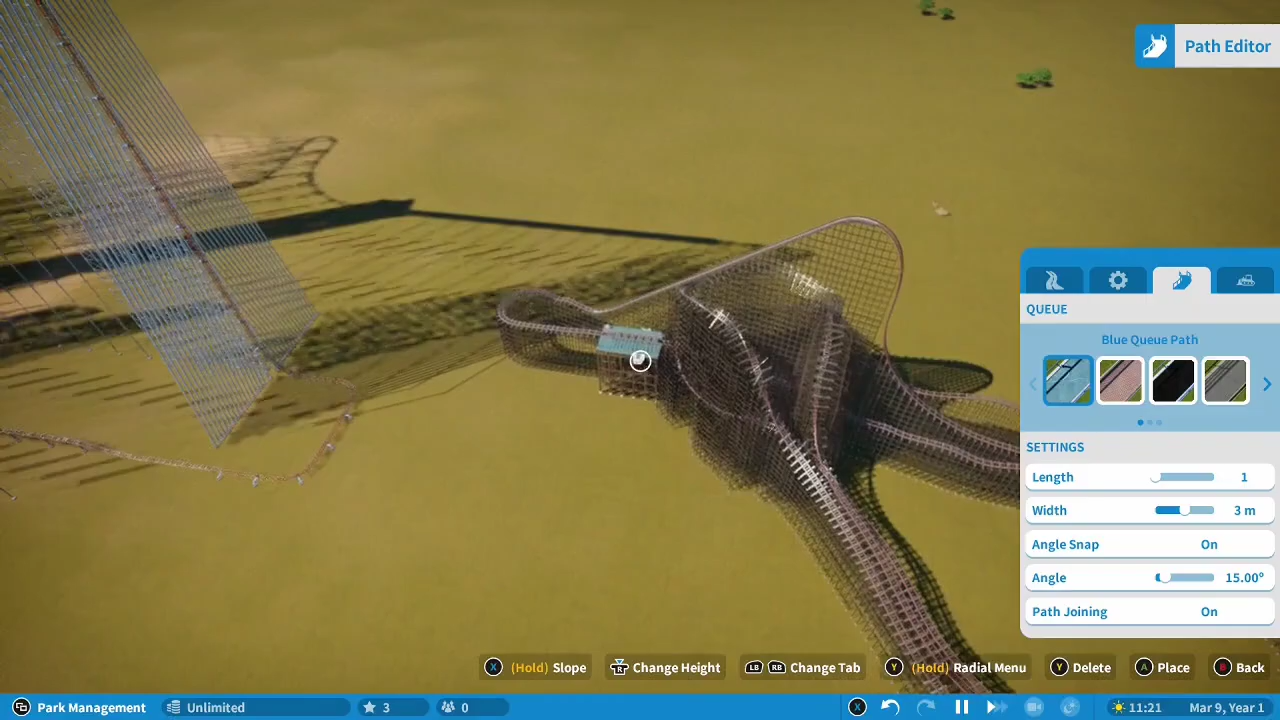 Path Editor
QUEUE
Blue Queue Path
SETTINGS
Length 1
Width 3 m
Angle Snap On
Angle 15.00°
Path Joining On
X (Hold) Slope
R Change Height
LB RB Change Tab
Y (Hold) Radial Menu
Y Delete
A Place
B Back
Park Management
Unlimited
3
0
X
11:21
Mar 9, Year 1